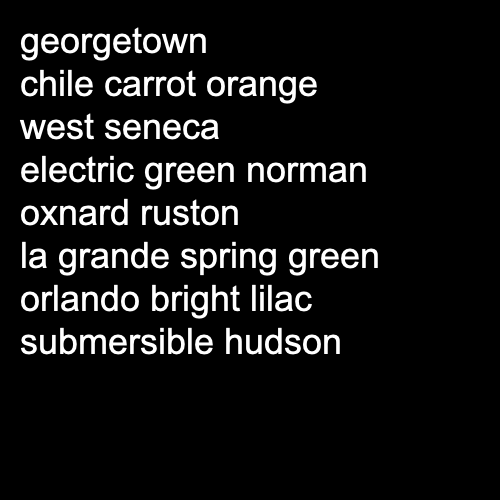 georgetown
chile carrot orange
west seneca
electric green norman
oxnard ruston
la grande spring green
orlando bright lilac
submersible hudson